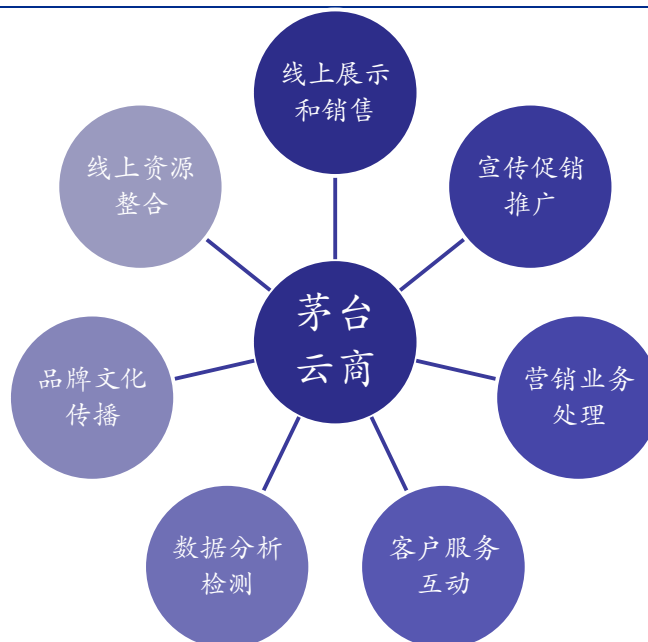 线上展示
和销售
宣传促销
推广
营销业务
处理
客户服务
互动
数据分析
检测
品牌文化
传播
线上资源
整合
茅台
云商